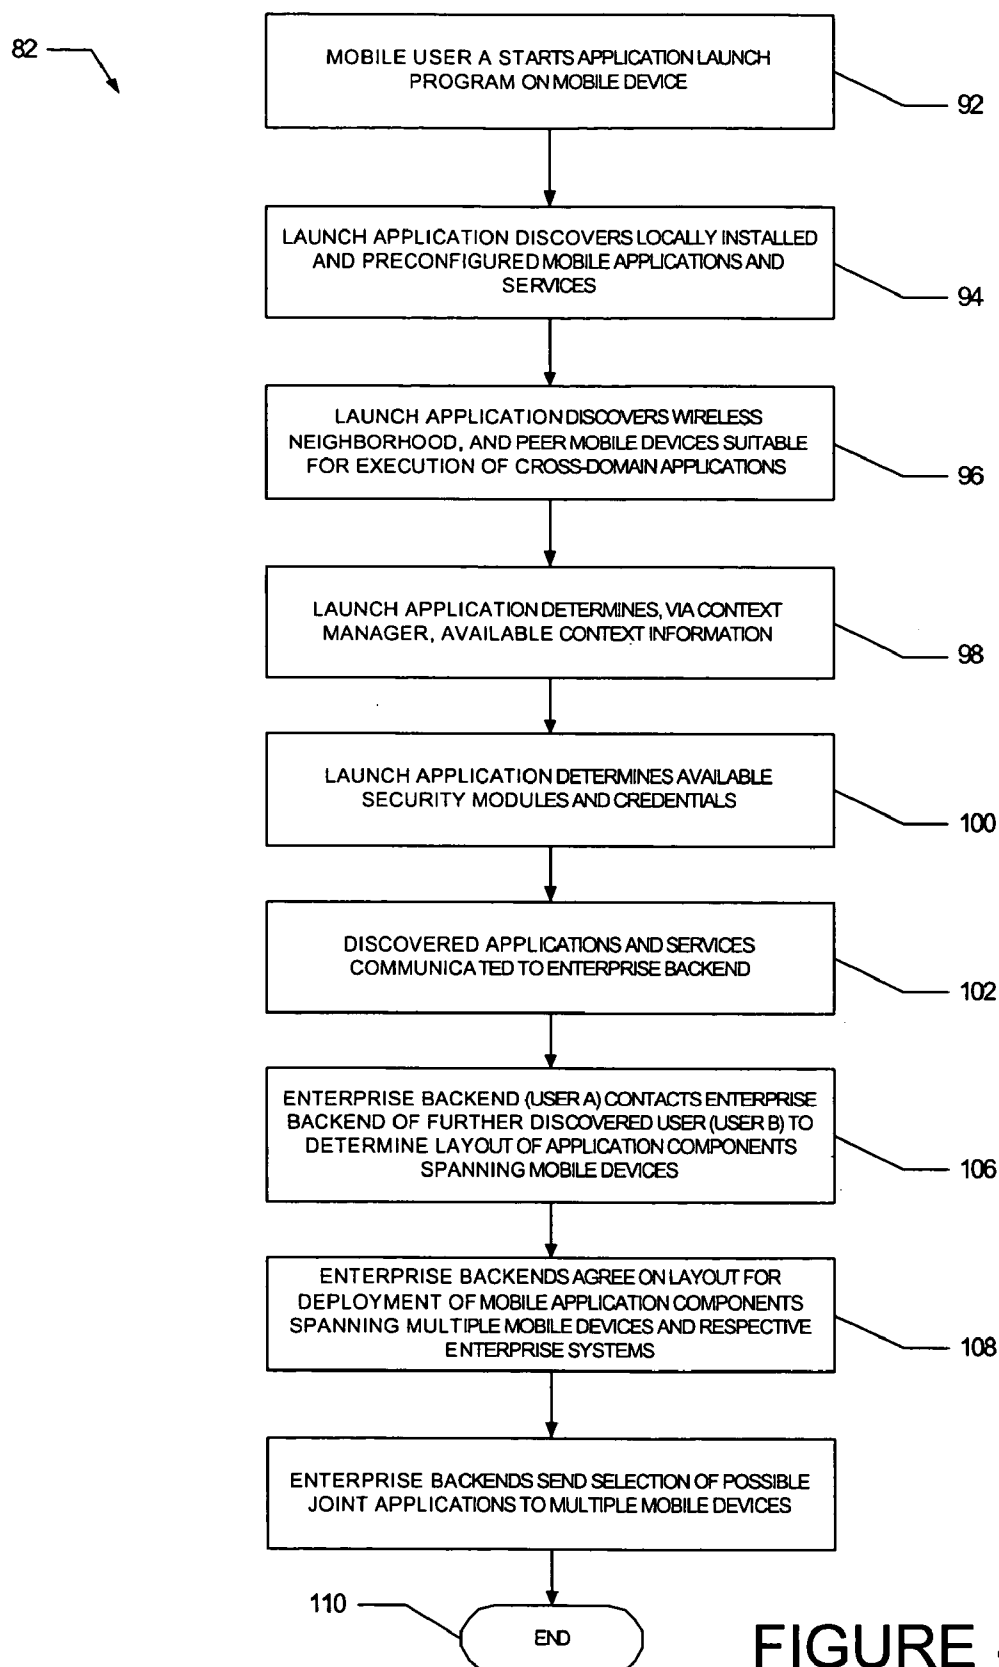 82
MOBILE USER A STARTS APPLICATION LAUNCH
PROGRAM ON MOBILE DEVICE
92
LAUNCH APPLICATION DISCOVERS LOCALLY INSTALLED
AND PRECONFIGURED MOBILE APPLICATIONS AND
SERVICES
94
LAUNCH APPLICATION DISCOVERS WIRELESS
NEIGHBORHOOD, AND PEER MOBILE DEVICES SUITABLE
FOR EXECUTION OF CROSS-DOMAIN APPLICATIONS
96
LAUNCH APPLICATION DETERMINES, VIA CONTEXT
MANAGER, AVAILABLE CONTEXT INFORMATION
98
LAUNCH APPLICATION DETERMINES AVAILABLE
SECURITY MODULES AND CREDENTIALS
100
DISCOVERED APPLICATIONS AND SERVICES
COMMUNICATED TO ENTERPRISE BACKEND
102
ENTERPRISE BACKEND (USER A) CONTACTS ENTERPRISE
BACKEND OF FURTHER DISCOVERED USER (USER B) TO
DETERMINE LAYOUT OF APPLICATION COMPONENTS
SPANNING MOBILE DEVICES
106
ENTERPRISE BACKENDS AGREE ON LAYOUT FOR
DEPLOYMENT OF MOBILE APPLICATION COMPONENTS
SPANNING MULTIPLE MOBILE DEVICES AND RESPECTIVE
ENTERPRISE SYSTEMS
108
ENTERPRISE BACKENDS SEND SELECTION OF POSSIBLE
JOINT APPLICATIONS TO MULTIPLE MOBILE DEVICES
110
END
FIGURE